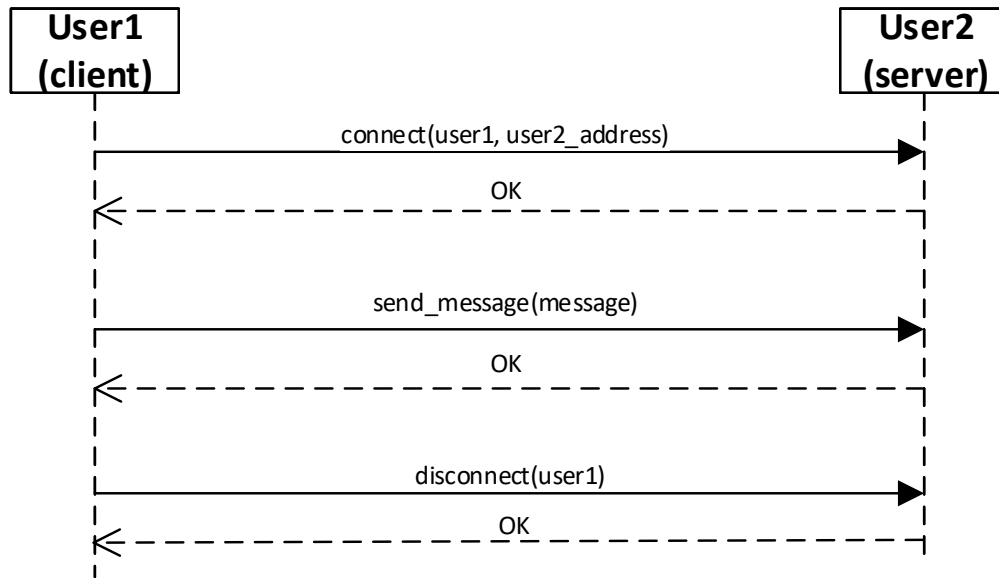 User1
(client)
User2
(server)
connect(user1, user2_address)
OK
send_message(message)
OK
disconnect(user1)
OK